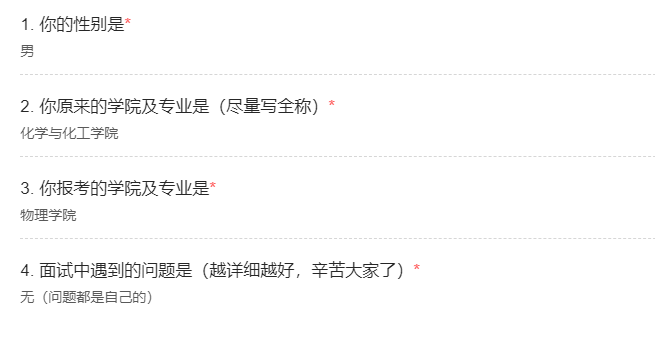 1. 你的性别是*
男
2. 你原来的学院及专业是（尽量写全称）*
化学与化工学院
3. 你报考的学院及专业是*
物理学院
4. 面试中遇到的问题是（越详细越好，辛苦大家了）*
无（问题都是自己的）